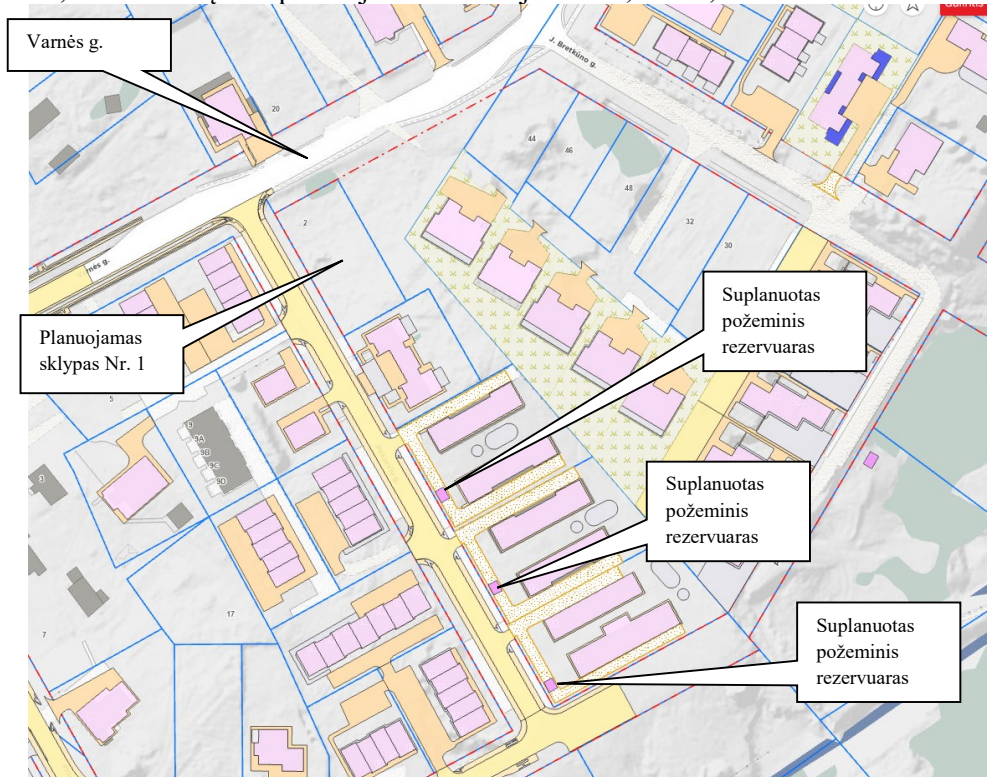 Varnės g.
J. Bretkūno g.
20
44
46
48
2
32
30
Suplanuotas
požeminis
rezervuaras
Planuojamas
sklypas Nr. 1
5
9
9A
9B
9C
9D
3
Suplanuotas
požeminis
rezervuaras
17
7
Suplanuotas
požeminis
rezervuaras